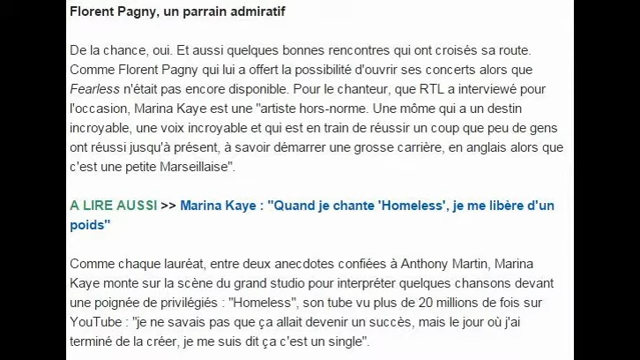 Florent Pagny, un parrain admiratif
De la chance, oui. Et aussi quelques bonnes rencontres qui ont croisés sa route.
Comme Florent Pagny qui lui a offert la possibilité d'ouvrir ses concerts alors que
Fearless n'était pas encore disponible. Pour le chanteur, que RTL a interviewé pour
l'occasion, Marina Kaye est une "artiste hors-norme. Une môme qui a un destin
incroyable, une voix incroyable et qui est en train de réussir un coup que peu de gens
ont réussi jusqu'à présent, à savoir démarrer une grosse carrière, en anglais alors que
c'est une petite Marseillaise".
A LIRE AUSSI >> Marina Kaye : "Quand je chante 'Homeless', je me libère d'un
poids"
Comme chaque lauréat, entre deux anecdotes confiées à Anthony Martin, Marina
Kaye monte sur la scène du grand studio pour interpréter quelques chansons devant
une poignée de privilégiés : "Homeless", son tube vu plus de 20 millions de fois sur
YouTube : "je ne savais pas que ça allait devenir un succès, mais le jour où j'ai
terminé de la créer, je me suis dit ça c'est un single".